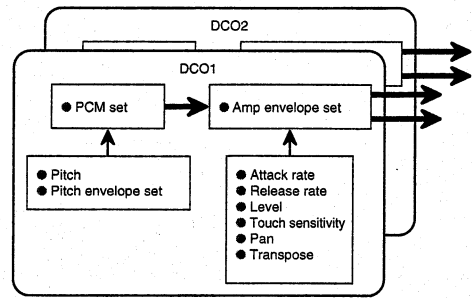 DCO2
DCO1
● PCM set
● Amp envelope set
● Pitch
● Pitch envelope set
● Attack rate
● Release rate
● Level
● Touch sensitivity
● Pan
● Transpose